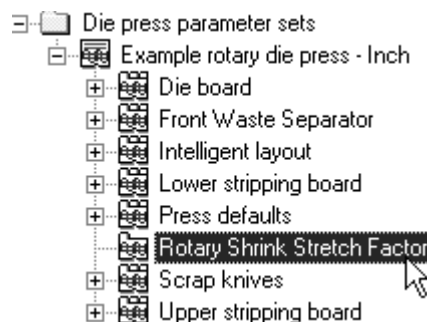 Die press parameter sets
Example rotary die press - Inch
Die board
Front Waste Separator
Intelligent layout
Lower stripping board
Press defaults
Rotary Shrink Stretch Factor
Scrap knives
Upper stripping board